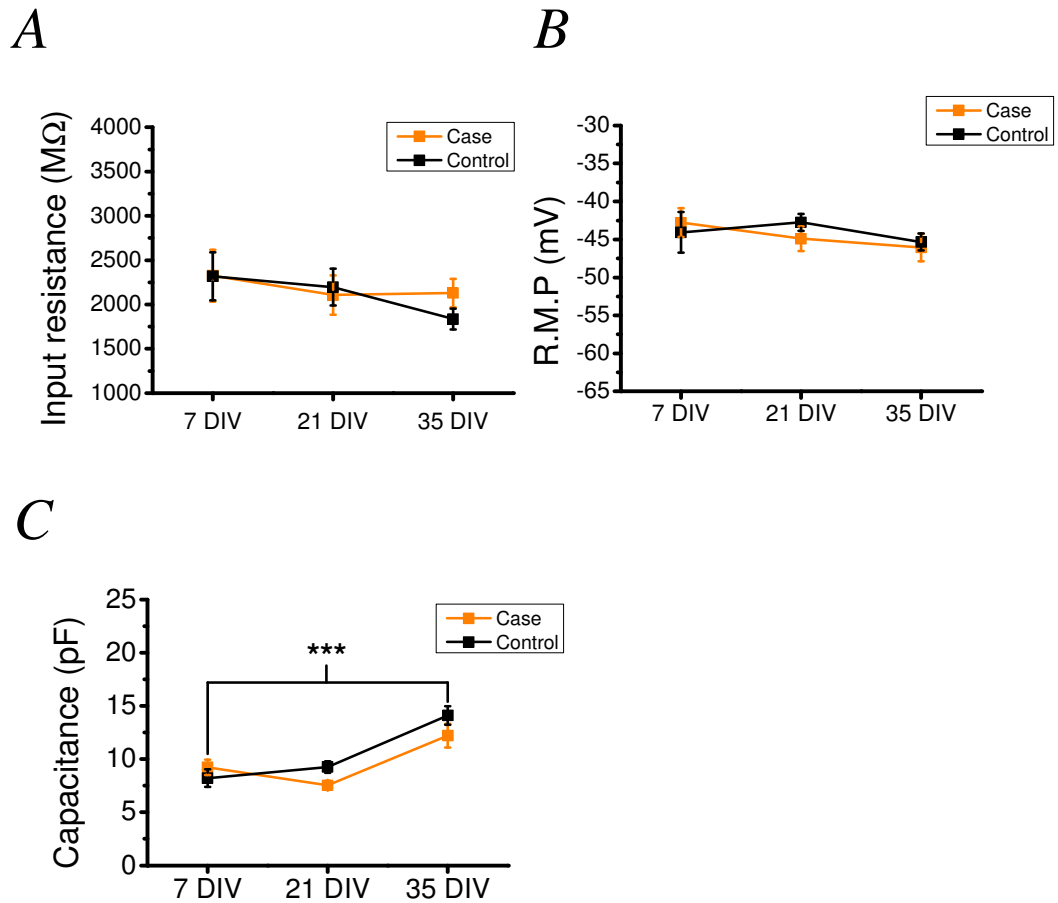 A
Input resistance (MΩ)
4000
3500
3000
2500
2000
1500
1000
7 DIV
21 DIV
35 DIV
Case
Control
B
R.M.P (mV)
-30
-35
-40
-45
-50
-55
-60
-65
7 DIV
21 DIV
35 DIV
Case
Control
C
Capacitance (pF)
25
20
15
10
5
0
7 DIV
21 DIV
35 DIV
***
Case
Control